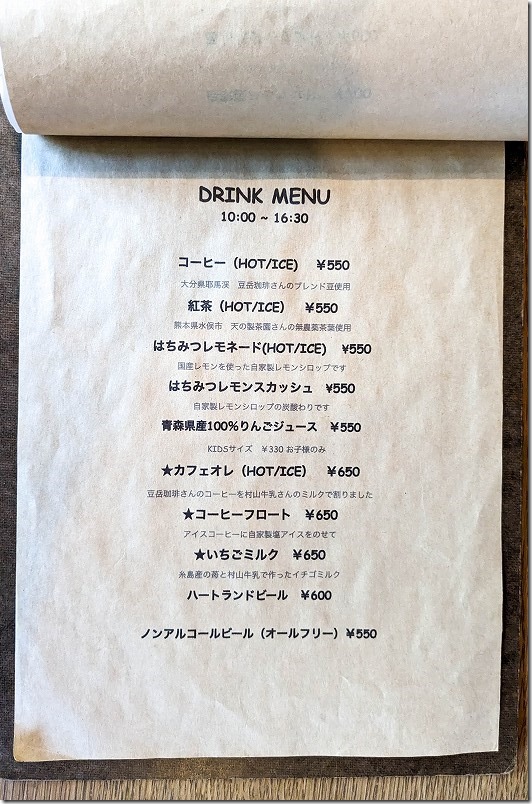 DRINK MENU
10:00 ~ 16:30
コーヒー（HOT/ICE） ￥550
大分県耶馬渓 豆岳珈琲さんのブレンド豆使用
紅茶（HOT/ICE） ￥550
熊本県水俣市 天の製茶園さんの無農薬茶葉使用
はちみつレモネード(HOT/ICE) ¥550
国産レモンを使った自家製レモンシロップです
はちみつレモンスカッシュ ¥550
自家製レモンシロップの炭酸わりです
青森県産100%りんごジュース ￥550
KIDSサイズ ￥330 お子様のみ
★カフェオレ（HOT/ICE） ￥650
豆岳珈琲さんのコーヒーを村山牛乳さんのミルクで割りました
★コーヒーフロート ￥650
アイスコーヒーに自家製塩アイスをのせて
★いちごミルク ￥650
糸島産の苺と村山牛乳で作ったイチゴミルク
ハートランドビール ￥600
ノンアルコールビール（オールフリー）￥550